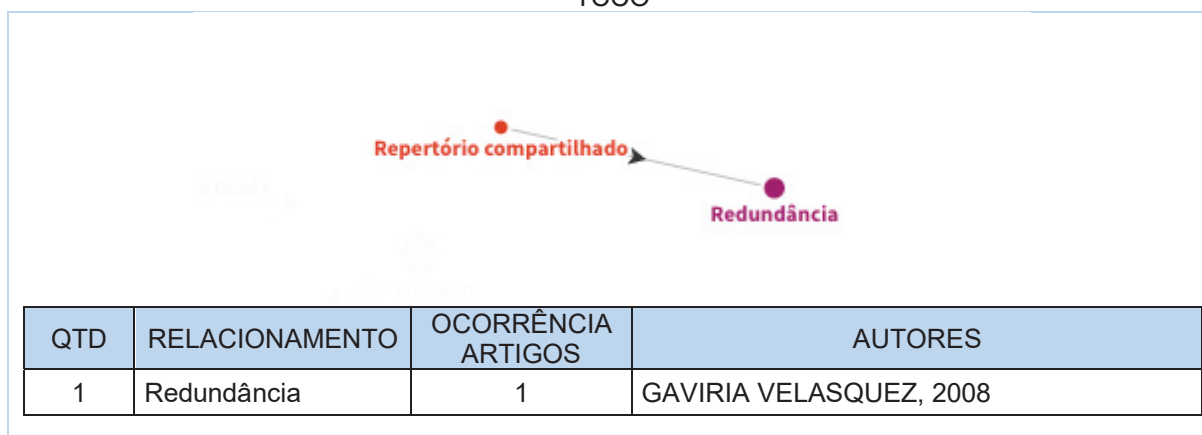 Repertório compartilhado
Redundância
QTD RELACIONAMENTO OCORRÊNCIA ARTIGOS AUTORES
1 Redundância 1 GAVIRIA VELASQUEZ, 2008